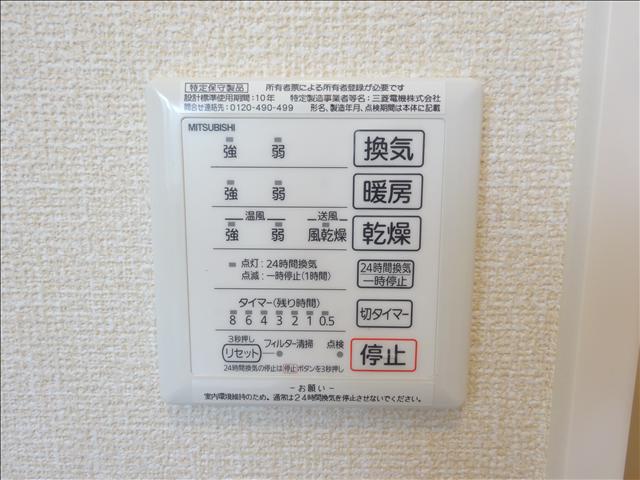 特定保守製品 所有者票による所有者登録が必要です
設計標準使用期間:10年 特定製造事業者等名:三菱電機株式会社
問合せ連絡先:0120-490-499 形名、製造年月、点検期間は本体に記載
MITSUBISHI
強 弱 換気
強 弱 暖房
温風 送風
強 弱 風乾燥 乾燥
点灯:24時間換気
点滅:一時停止(1時間)
24時間換気
一時停止
タイマー(残り時間)
8 6 4 3 2 1 0.5
切タイマー
3秒押し
リセット フィルター清掃 点検
停止
24時間換気の停止は停止ボタンを3秒押し
-お願い-
室内環境維持のため、通常は24時間換気を停止させないでください。